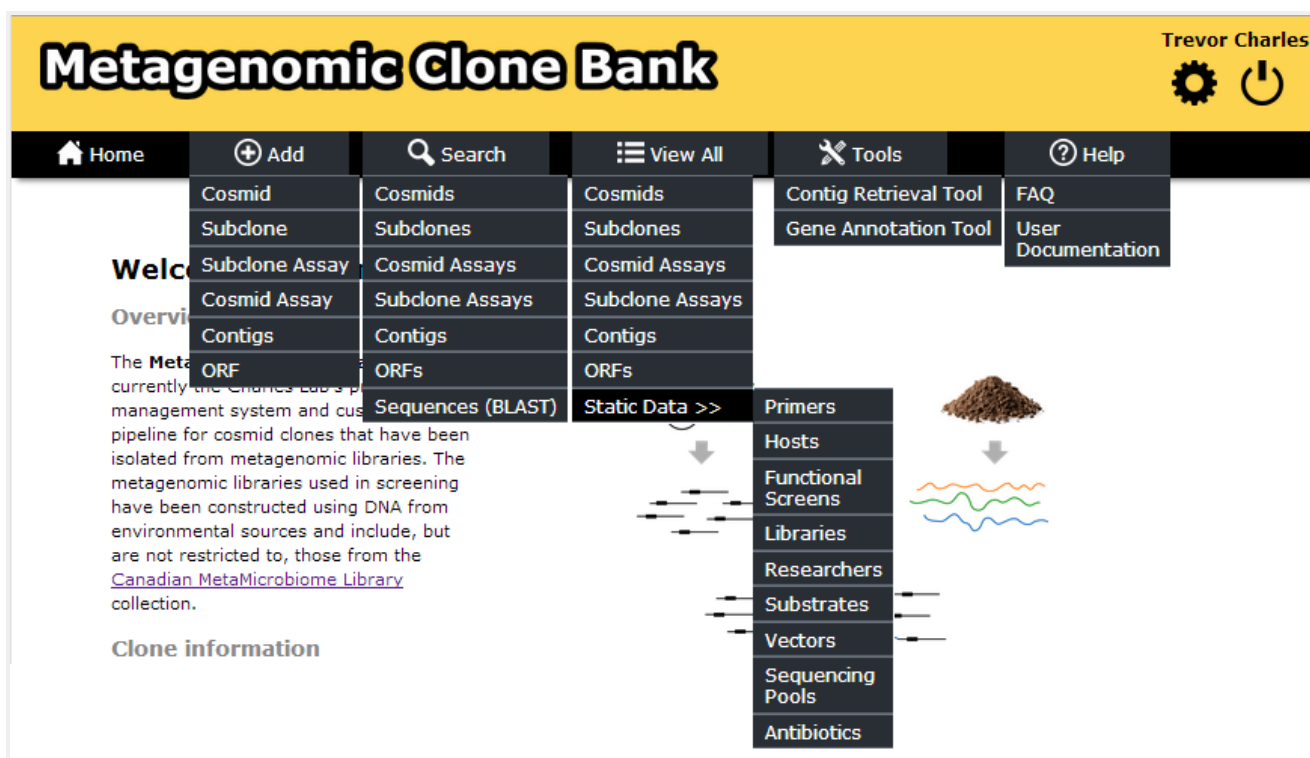 Metagenomic Clone Bank
Trevor Charles
Home
Add
Search
View All
Tools
Help
Cosmid
Subclone
Subclone Assay
Cosmid Assay
Contigs
ORF
Cosmids
Subclones
Cosmid Assays
Subclone Assays
Contigs
ORFs
Sequences (BLAST)
Cosmids
Subclones
Cosmid Assays
Subclone Assays
Contigs
ORFs
Static Data >>
Primers
Hosts
Functional
Screens
Libraries
Researchers
Substrates
Vectors
Sequencing
Pools
Antibiotics
Contig Retrieval Tool
Gene Annotation Tool
FAQ
User
Documentation
Welc
Overvi
The Meta
currently the Charles Lab's p
management system and cus
pipeline for cosmid clones that have been
isolated from metagenomic libraries. The
metagenomic libraries used in screening
have been constructed using DNA from
environmental sources and include, but
are not restricted to, those from the
Canadian MetaMicrobiome Library
collection.
Clone information